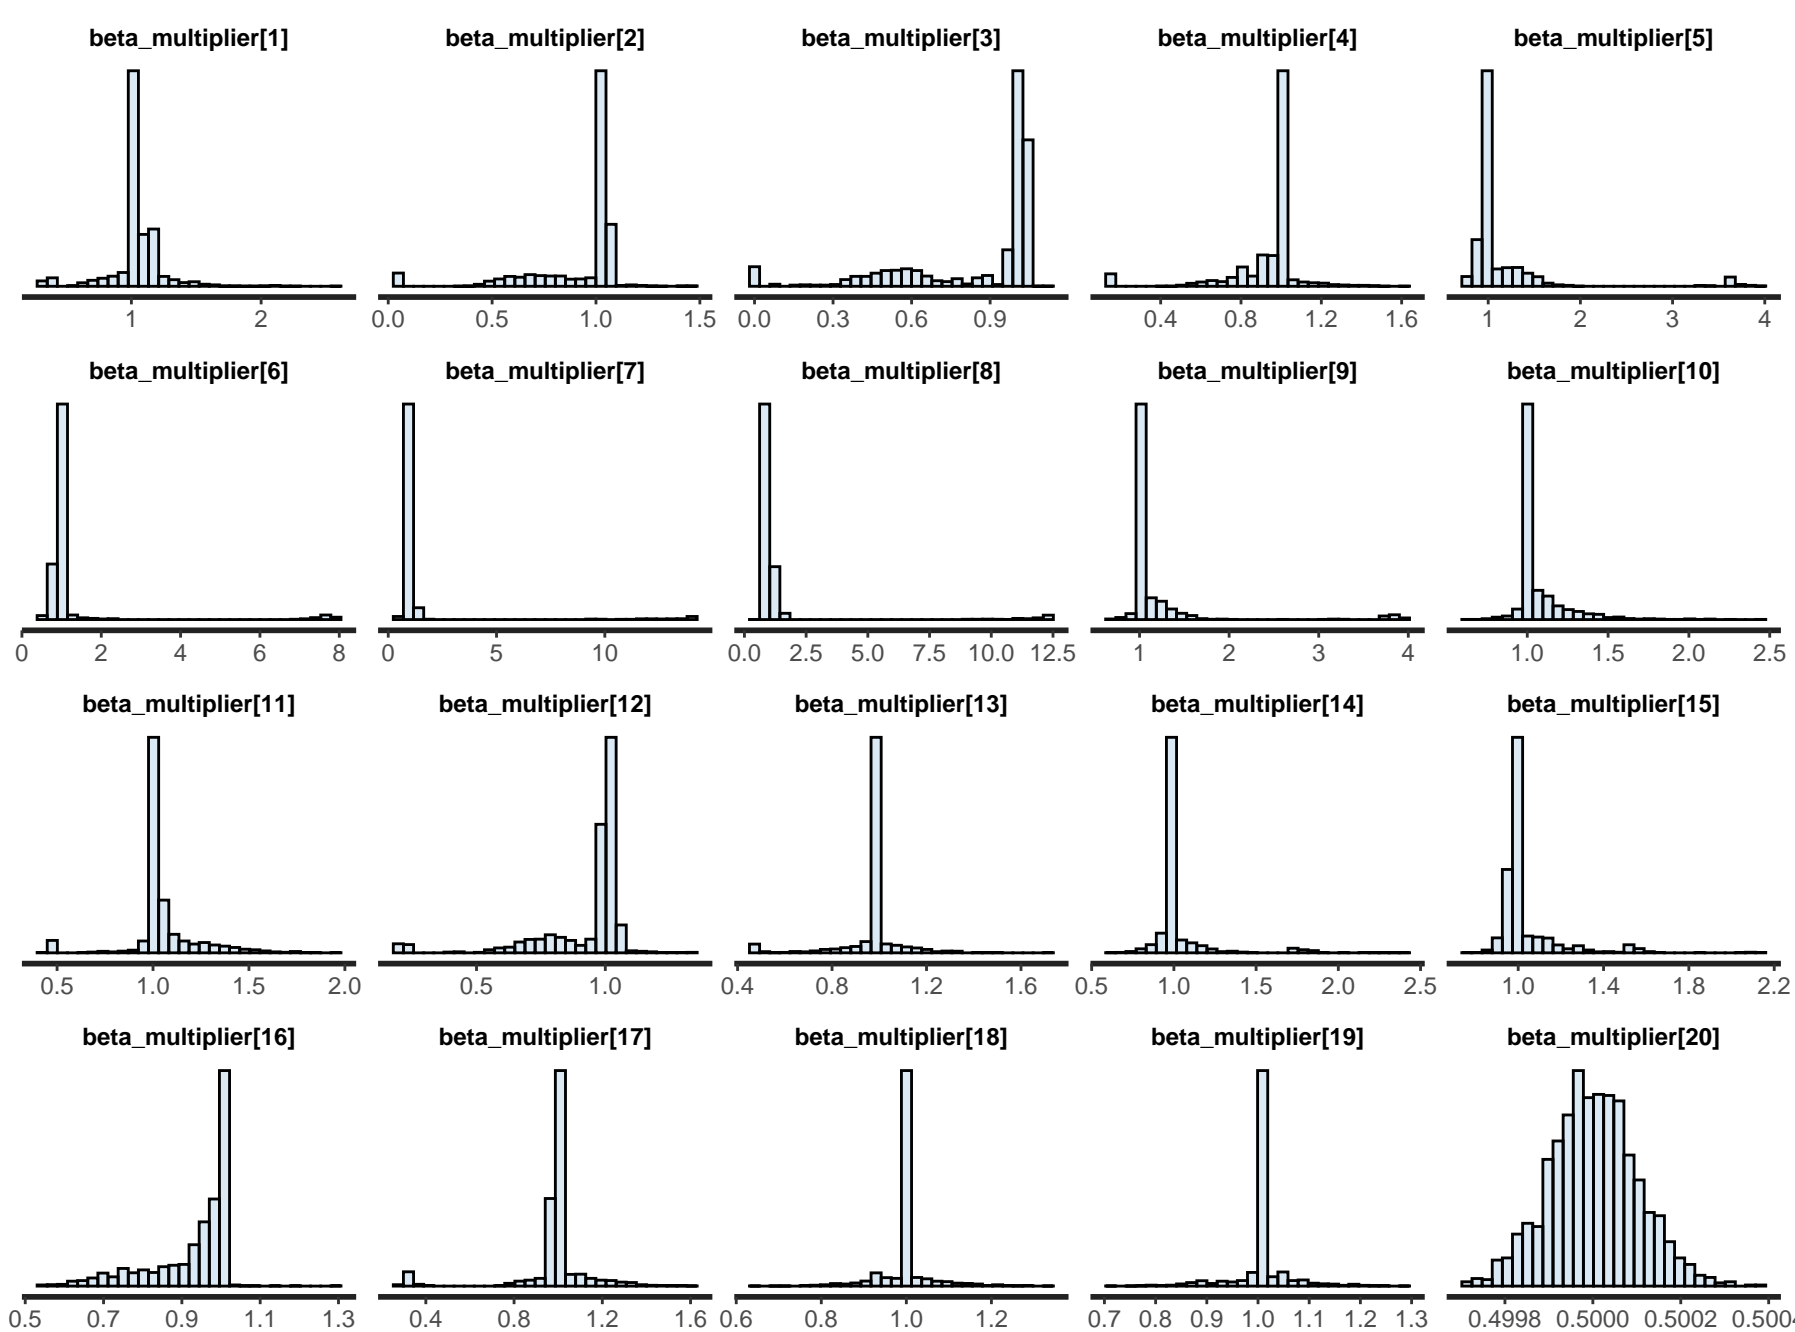 beta_multiplier[1] beta_multiplier[2] beta_multiplier[3] beta_multiplier[4] beta_multiplier[5]
1 2 0.0 0.5 1.0 1.5 0.0 0.3 0.6 0.9 0.4 0.8 1.2 1.6 1 2 3 4
beta_multiplier[6] beta_multiplier[7] beta_multiplier[8] beta_multiplier[9] beta_multiplier[10]
0 2 4 6 8 0 5 10 0.0 2.5 5.0 7.5 10.0 12.5 1 2 3 4 1.0 1.5 2.0 2.5
beta_multiplier[11] beta_multiplier[12] beta_multiplier[13] beta_multiplier[14] beta_multiplier[15]
0.5 1.0 1.5 2.0 0.5 1.0 0.4 0.8 1.2 1.6 0.5 1.0 1.5 2.0 2.5 1.0 1.4 1.8 2.2
beta_multiplier[16] beta_multiplier[17] beta_multiplier[18] beta_multiplier[19] beta_multiplier[20]
0.5 0.7 0.9 1.1 1.3 0.4 0.8 1.2 1.6 0.6 0.8 1.0 1.2 0.7 0.8 0.9 1.0 1.1 1.2 1.3 0.4998 0.5000 0.5002 0.500